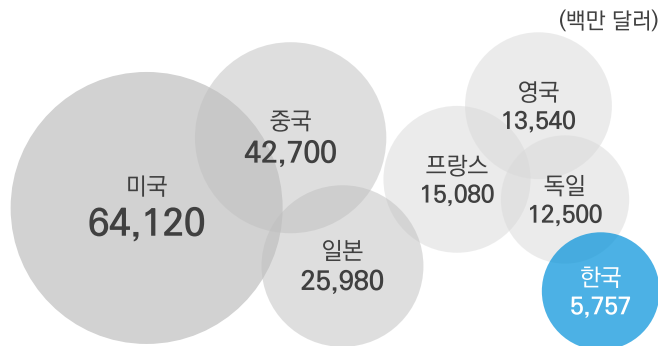 (백만 달러)
미국
64,120
중국
42,700
일본
25,980
프랑스
15,080
영국
13,540
독일
12,500
한국
5,757